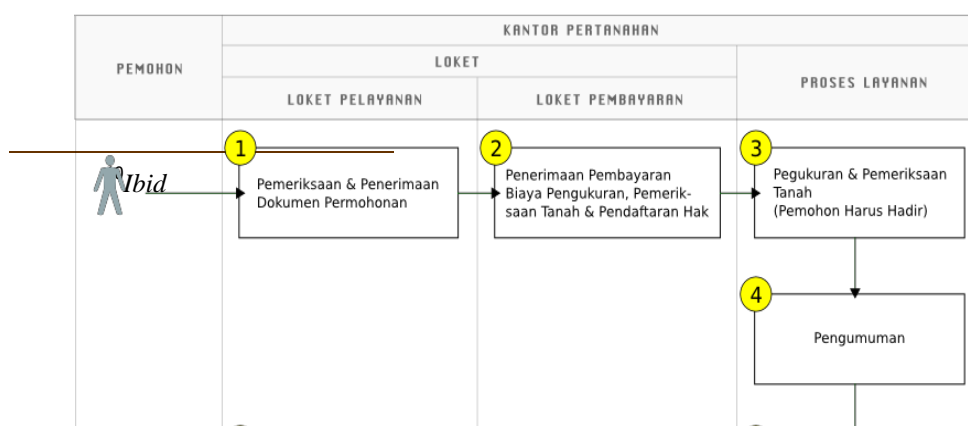 KANTOR PERTANAHAN
PEMOHON
LOKET
PROSES LAYANAN
LOKET PELAYANAN
LOKET PEMBAYARAN
1
Pemeriksaan & Penerimaan
Dokumen Permohonan
2
Penerimaan Pembayaran
Biaya Pengukuran, Pemerik-
saan Tanah & Pendaftaran Hak
3
Pegukuran & Pemeriksaan
Tanah
(Pemohon Harus Hadir)
Ibid
4
Pengumuman